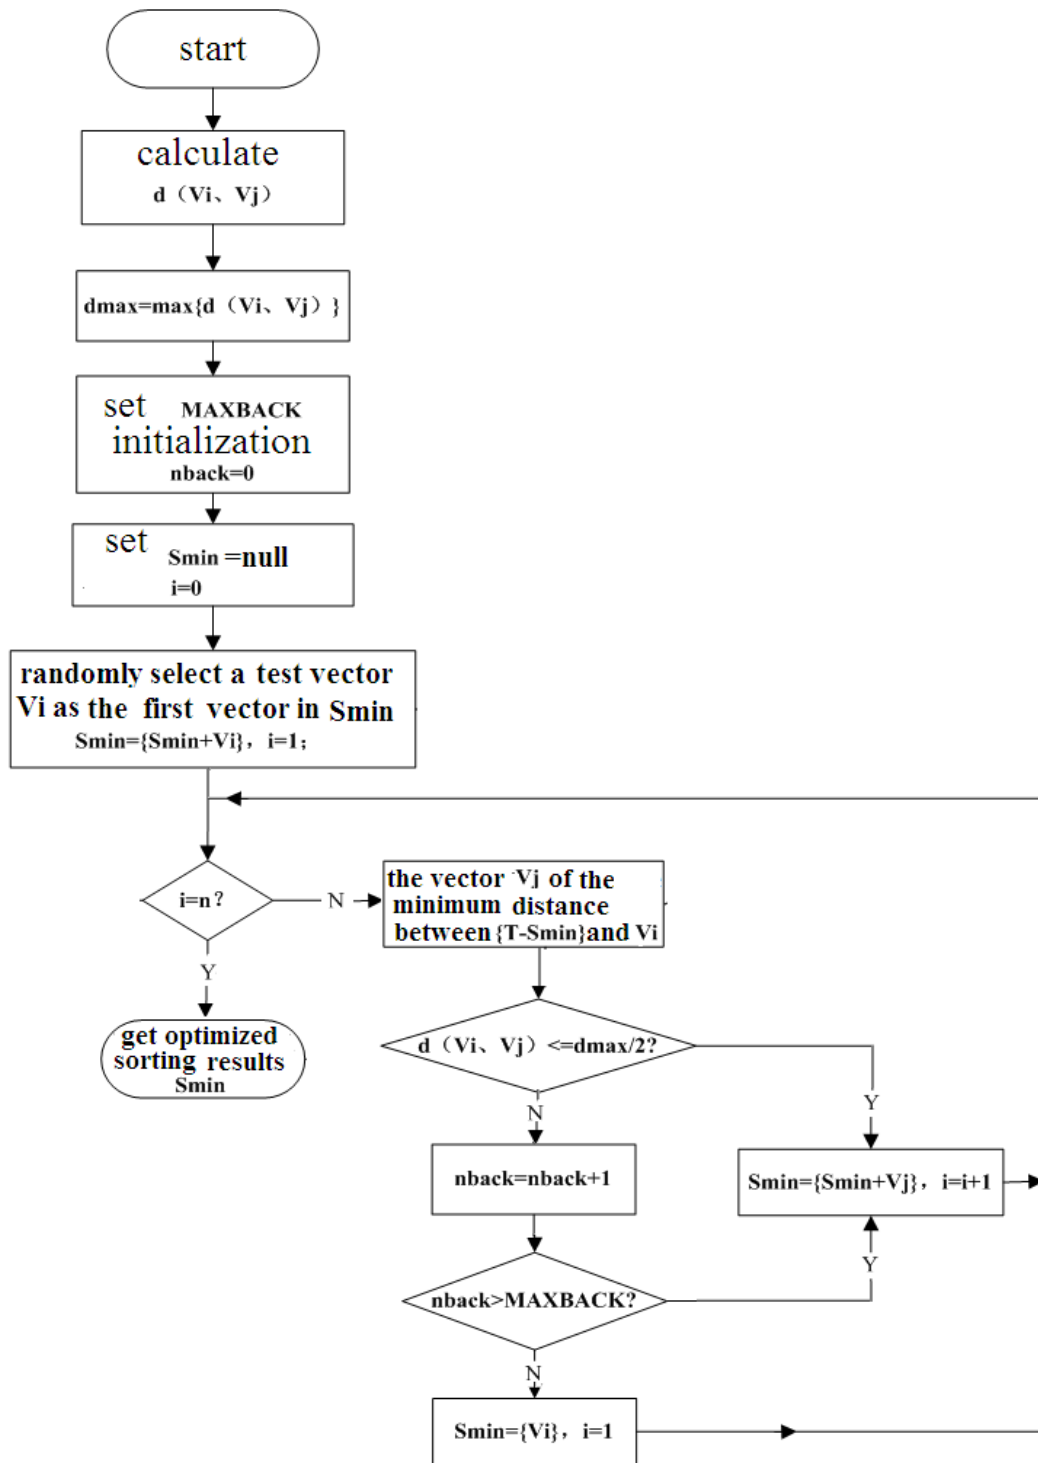 start
calculate
d（Vi、Vj）
dmax=max{d（Vi、Vj）}
set MAXBACK
initialization
nback=0
set Smin =null
i=0
randomly select a test vector
Vi as the first vector in Smin
Smin={Smin+Vi}，i=1；
i=n？
N
the vector Vj of the
minimum distance
between {T-Smin}and Vi
Y
get optimized
sorting results
Smin
d（Vi、Vj）<=dmax/2?
Y
N
nback=nback+1
Smin={Smin+Vj}，i=i+1
Y
nback>MAXBACK?
N
Smin={Vi}，i=1